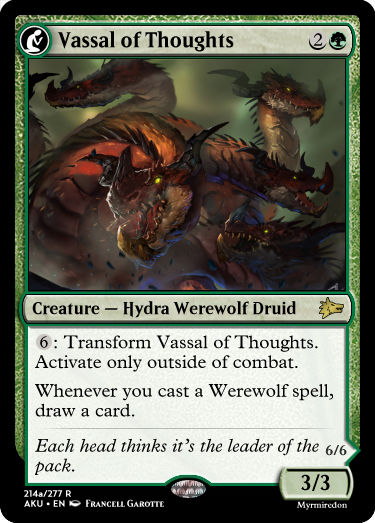 Vassal of Thoughts 2
Creature — Hydra Werewolf Druid
6: Transform Vassal of Thoughts.
Activate only outside of combat.
Whenever you cast a Werewolf spell,
draw a card.
Each head thinks it's the leader of the
pack.
6/6
3/3
214a/277 R
AKU • EN Francell Garotte
Myrmiredon